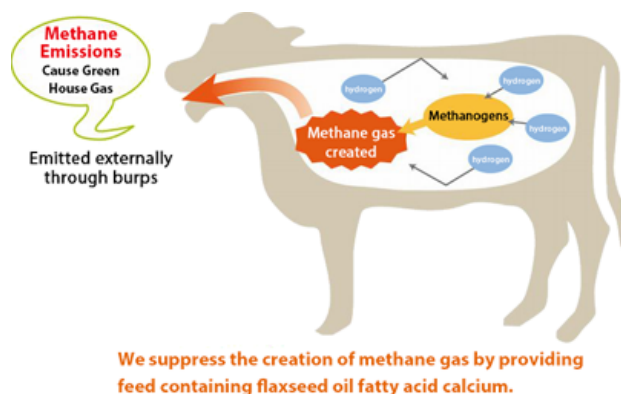 Methane
Emissions
Cause Green
House Gas
Emitted externally
through burps
hydrogen
hydrogen
Methanogens
hydrogen
Methane gas
created
hydrogen
We suppress the creation of methane gas by providing
feed containing flaxseed oil fatty acid calcium.